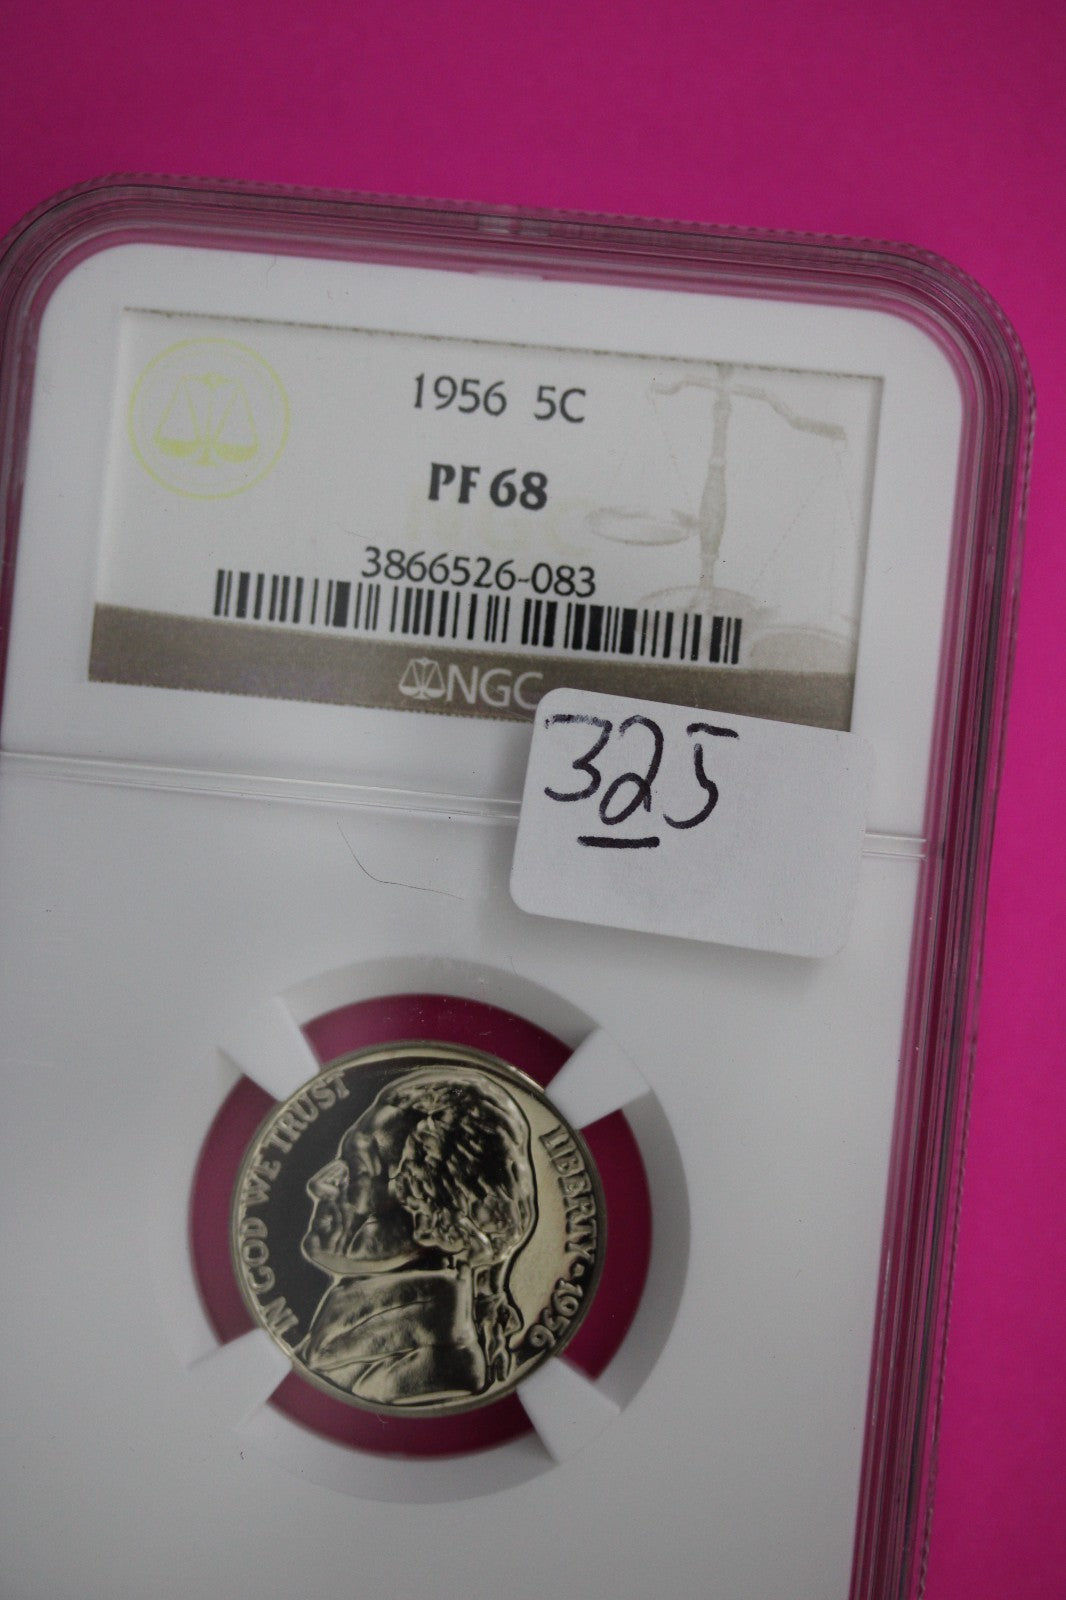 1956 5C
PF 68
3866526-083
NGC
325
IN GOD WE TRUST
LIBERTY
1956